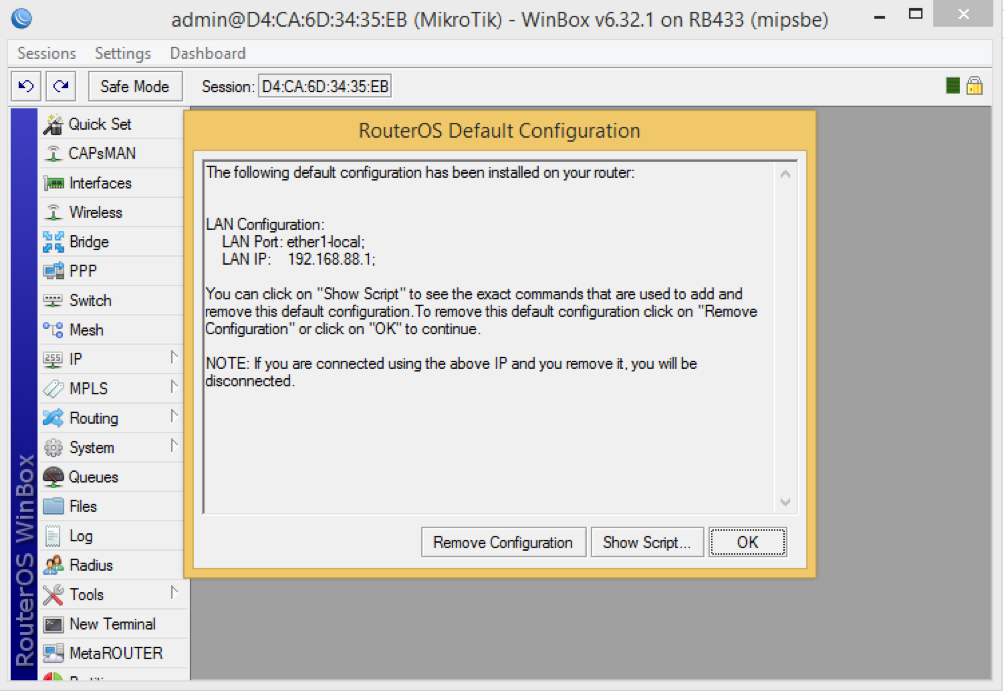 admin@D4:CA:6D:34:35:EB (MikroTik) - WinBox v6.32.1 on RB433 (mipsbe)
Sessions Settings Dashboard
Safe Mode Session: D4:CA:6D:34:35:EB
Quick Set
CAPsMAN
Interfaces
Wireless
Bridge
PPP
Switch
Mesh
255 IP
MPLS
Routing
System
Queues
Files
Log
Radius
Tools
New Terminal
MetaROUTER
RouterOS WinBox
RouterOS Default Configuration
The following default configuration has been installed on your router:
LAN Configuration:
LAN Port: ether1-local;
LAN IP: 192.168.88.1;
You can click on "Show Script" to see the exact commands that are used to add and
remove this default configuration.To remove this default configuration click on "Remove
Configuration" or click on "OK" to continue.
NOTE: If you are connected using the above IP and you remove it, you will be
disconnected.
Remove Configuration Show Script... OK